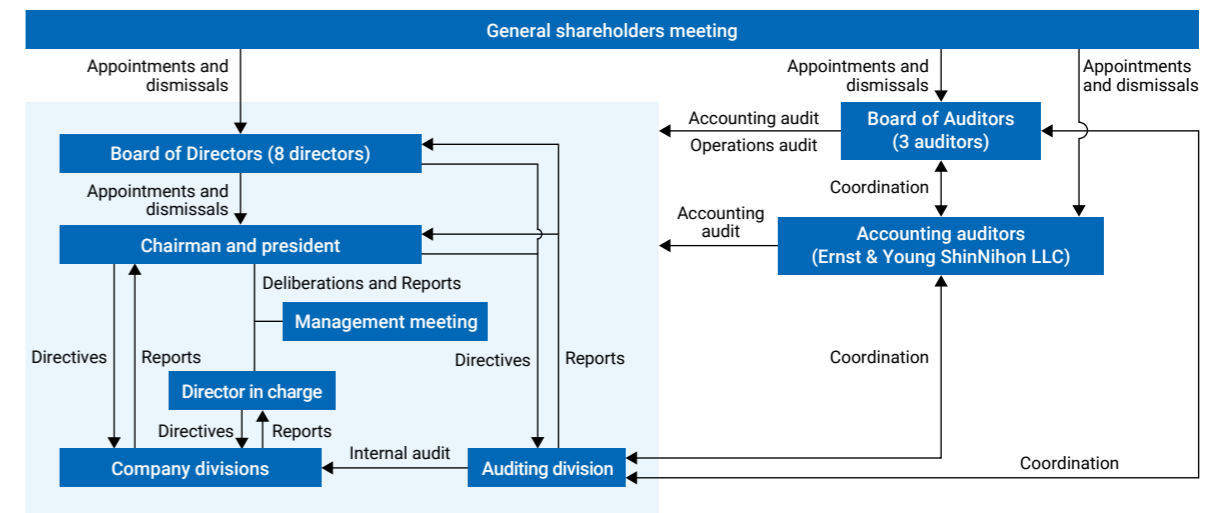 General shareholders meeting
Appointments and
dismissals
Appointments and
dismissals
Appointments
and dismissals
Board of Directors (8 directors)
Accounting audit
Operations audit
Board of Auditors
(3 auditors)
Appointments and
dismissals
Coordination
Chairman and president
Accounting
audit
Accounting auditors
(Ernst & Young ShinNihon LLC)
Deliberations and Reports
Management meeting
Directives
Reports
Directives
Reports
Coordination
Director in charge
Directives
Reports
Company divisions
Internal audit
Auditing division
Coordination